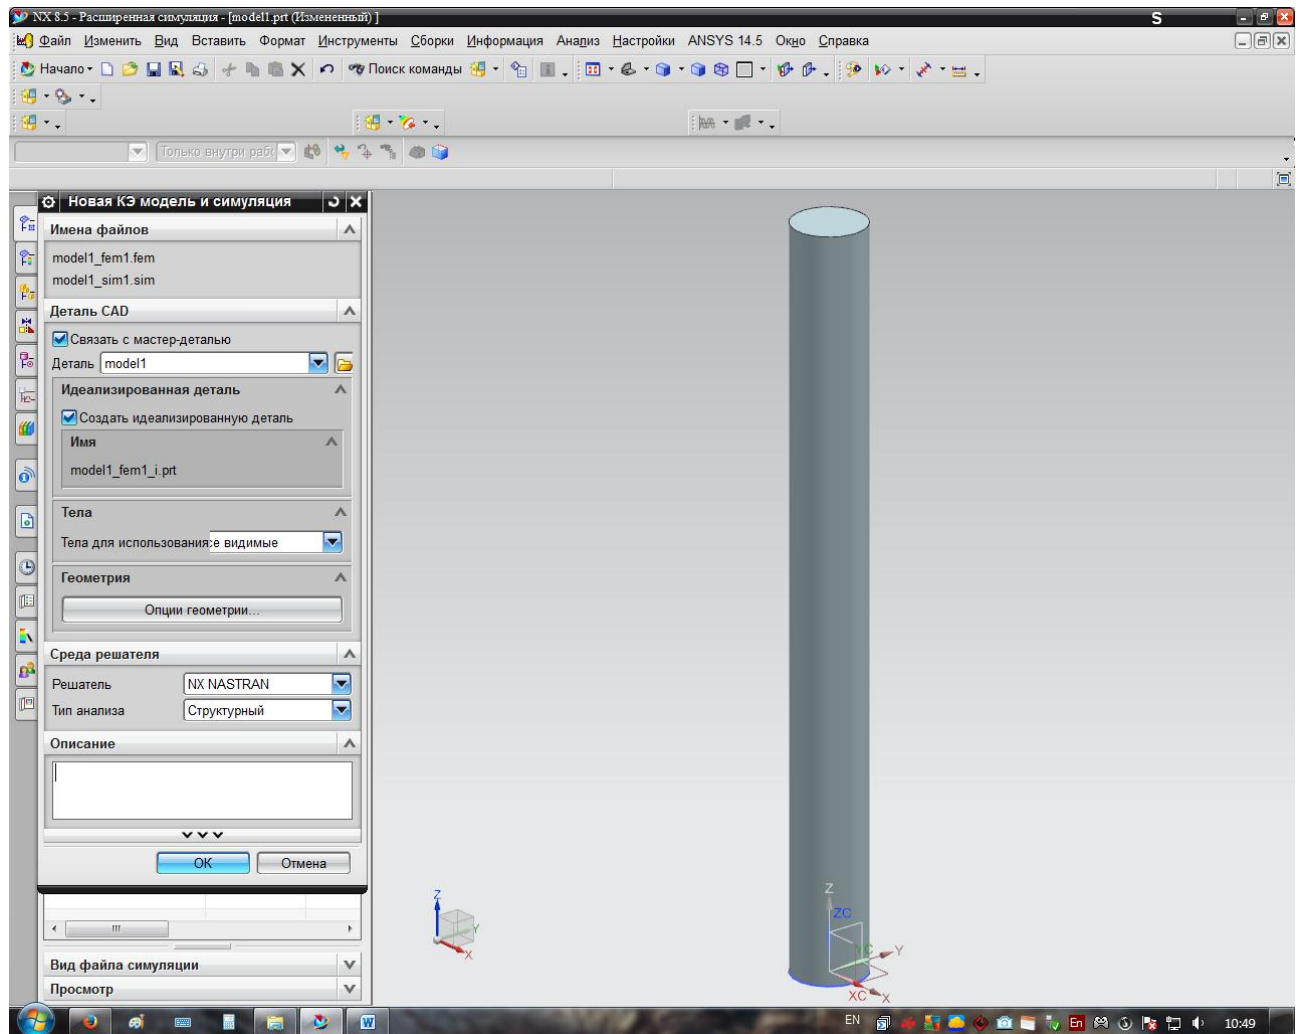 NX 8.5 - Расширенная симуляция - [model1.prt (Измененный) ]
S
Файл Изменить Вид Вставить Формат Инструменты Сборки Информация Анализ Настройки ANSYS 14.5 Окно Справка
Начало Поиск команды
Только внутри рабо
Новая КЭ модель и симуляция
Имена файлов
model1_fem1.fem
model1_sim1.sim
Деталь CAD
Связать с мастер-деталью
Деталь model1
Идеализированная деталь
Создать идеализированную деталь
Имя
model1_fem1_i.prt
Тела
Тела для использования:е видимые
Геометрия
Опции геометрии...
Среда решателя
Решатель NX NASTRAN
Тип анализа Структурный
Описание
OK Отмена
Вид файла симуляции
Просмотр
Z
Y
X
Z
ZC
YC
Y
XC
X
EN
En
10:49